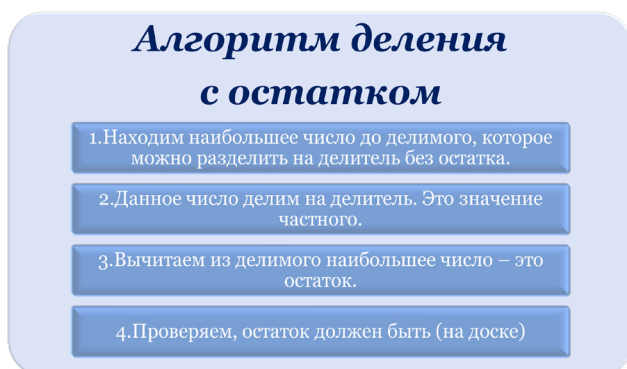 Алгоритм деления
с остатком
1.Находим наибольшее число до делимого, которое
можно разделить на делитель без остатка.
2.Данное число делим на делитель. Это значение
частного.
3.Вычитаем из делимого наибольшее число – это
остаток.
4.Проверяем, остаток должен быть (на доске)